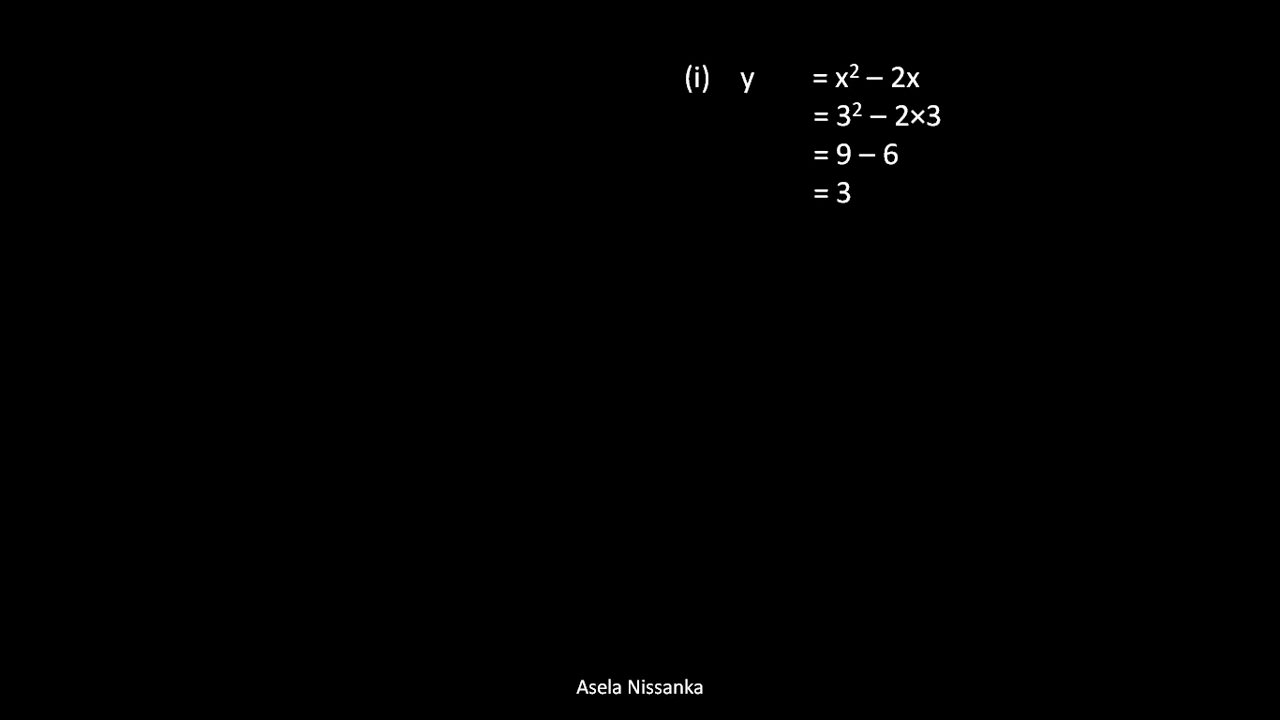 (i) y = x² – 2x
= 3² – 2×3
= 9 – 6
= 3
Asela Nissanka